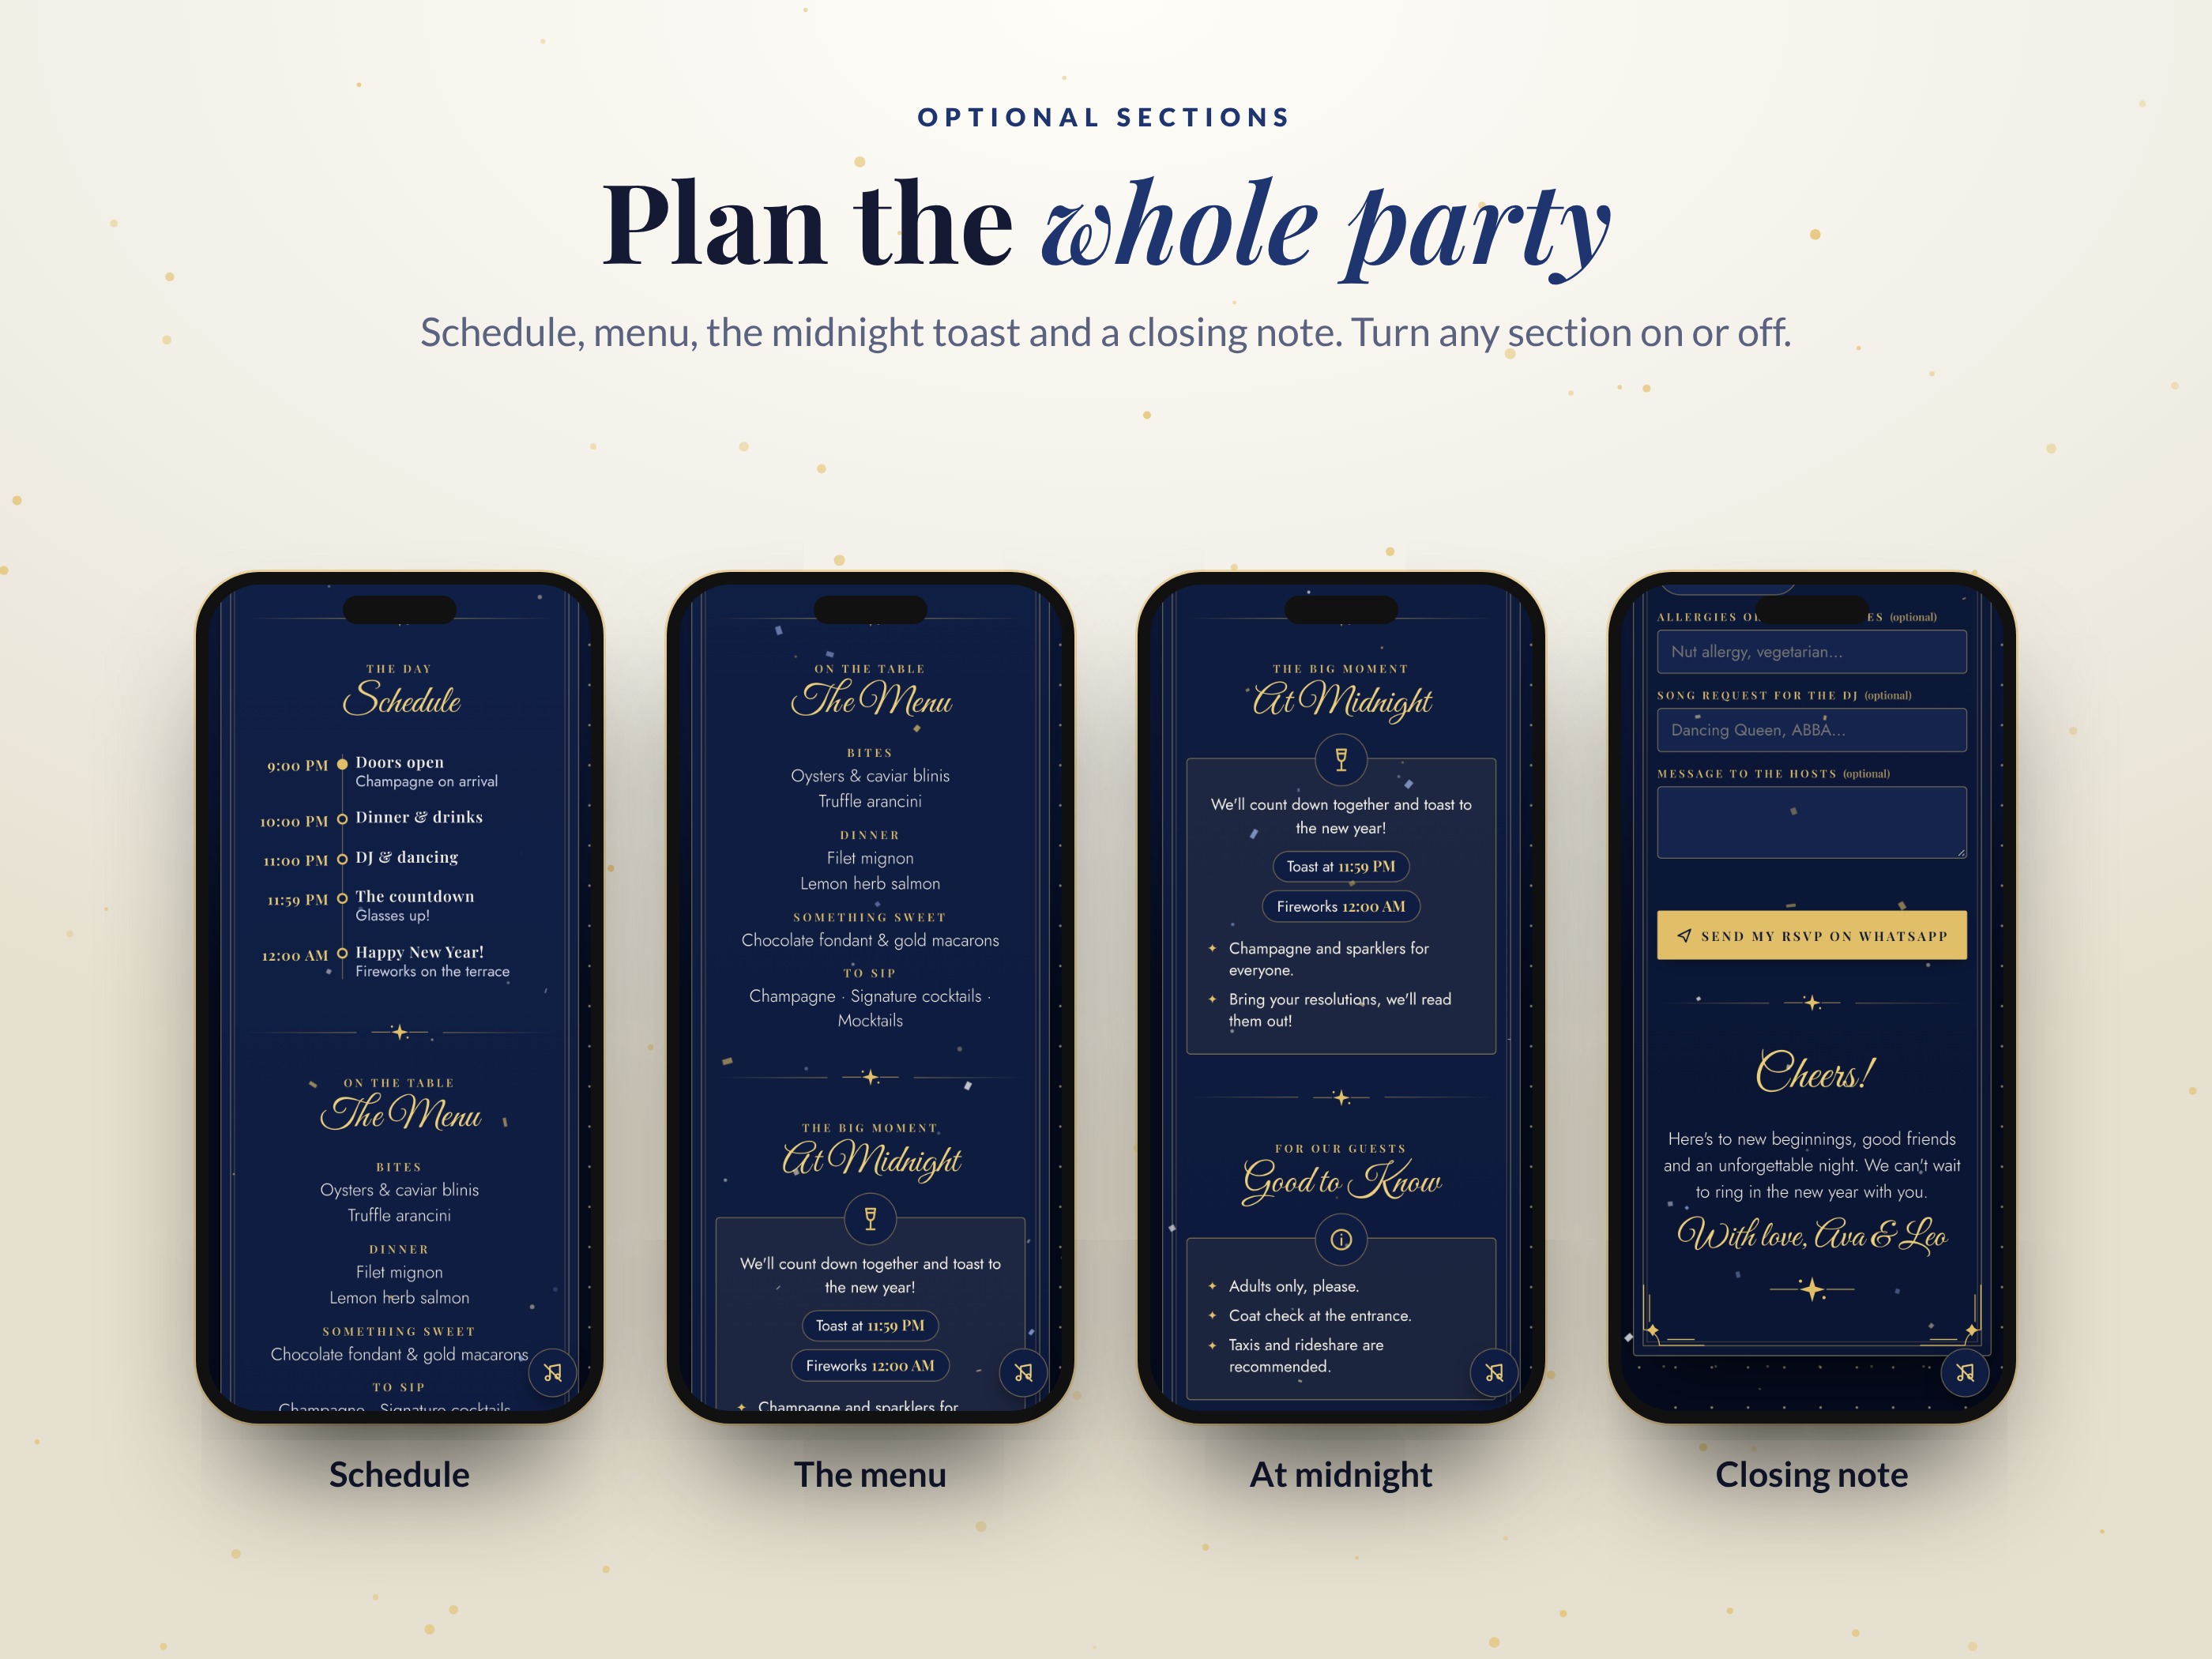 OPTIONAL SECTIONS
Plan the whole party
Schedule, menu, the midnight toast and a closing note. Turn any section on or off.
THE DAY
Schedule
9:00 PM Doors open
Champagne on arrival
10:00 PM Dinner & drinks
11:00 PM DJ & dancing
11:59 PM The countdown
Glasses up!
12:00 AM Happy New Year!
Fireworks on the terrace
ON THE TABLE
The Menu
BITES
Oysters & caviar blinis
Truffle arancini
DINNER
Filet mignon
Lemon herb salmon
SOMETHING SWEET
Chocolate fondant & gold macarons
TO SIP
Champagne · Signature cocktails
Schedule
ON THE TABLE
The Menu
BITES
Oysters & caviar blinis
Truffle arancini
DINNER
Filet mignon
Lemon herb salmon
SOMETHING SWEET
Chocolate fondant & gold macarons
TO SIP
Champagne · Signature cocktails ·
Mocktails
THE BIG MOMENT
At Midnight
We'll count down together and toast to
the new year!
Toast at 11:59 PM
Fireworks 12:00 AM
Champagne and sparklers for
The menu
THE BIG MOMENT
At Midnight
We'll count down together and toast to
the new year!
Toast at 11:59 PM
Fireworks 12:00 AM
Champagne and sparklers for
everyone.
Bring your resolutions, we'll read
them out!
FOR OUR GUESTS
Good to Know
Adults only, please.
Coat check at the entrance.
Taxis and rideshare are
recommended.
At midnight
ALLERGIES (optional)
Nut allergy, vegetarian...
SONG REQUEST FOR THE DJ (optional)
Dancing Queen, ABBA...
MESSAGE TO THE HOSTS (optional)
SEND MY RSVP ON WHATSAPP
Cheers!
Here's to new beginnings, good friends
and an unforgettable night. We can't wait
to ring in the new year with you.
With love, Ava & Leo
Closing note